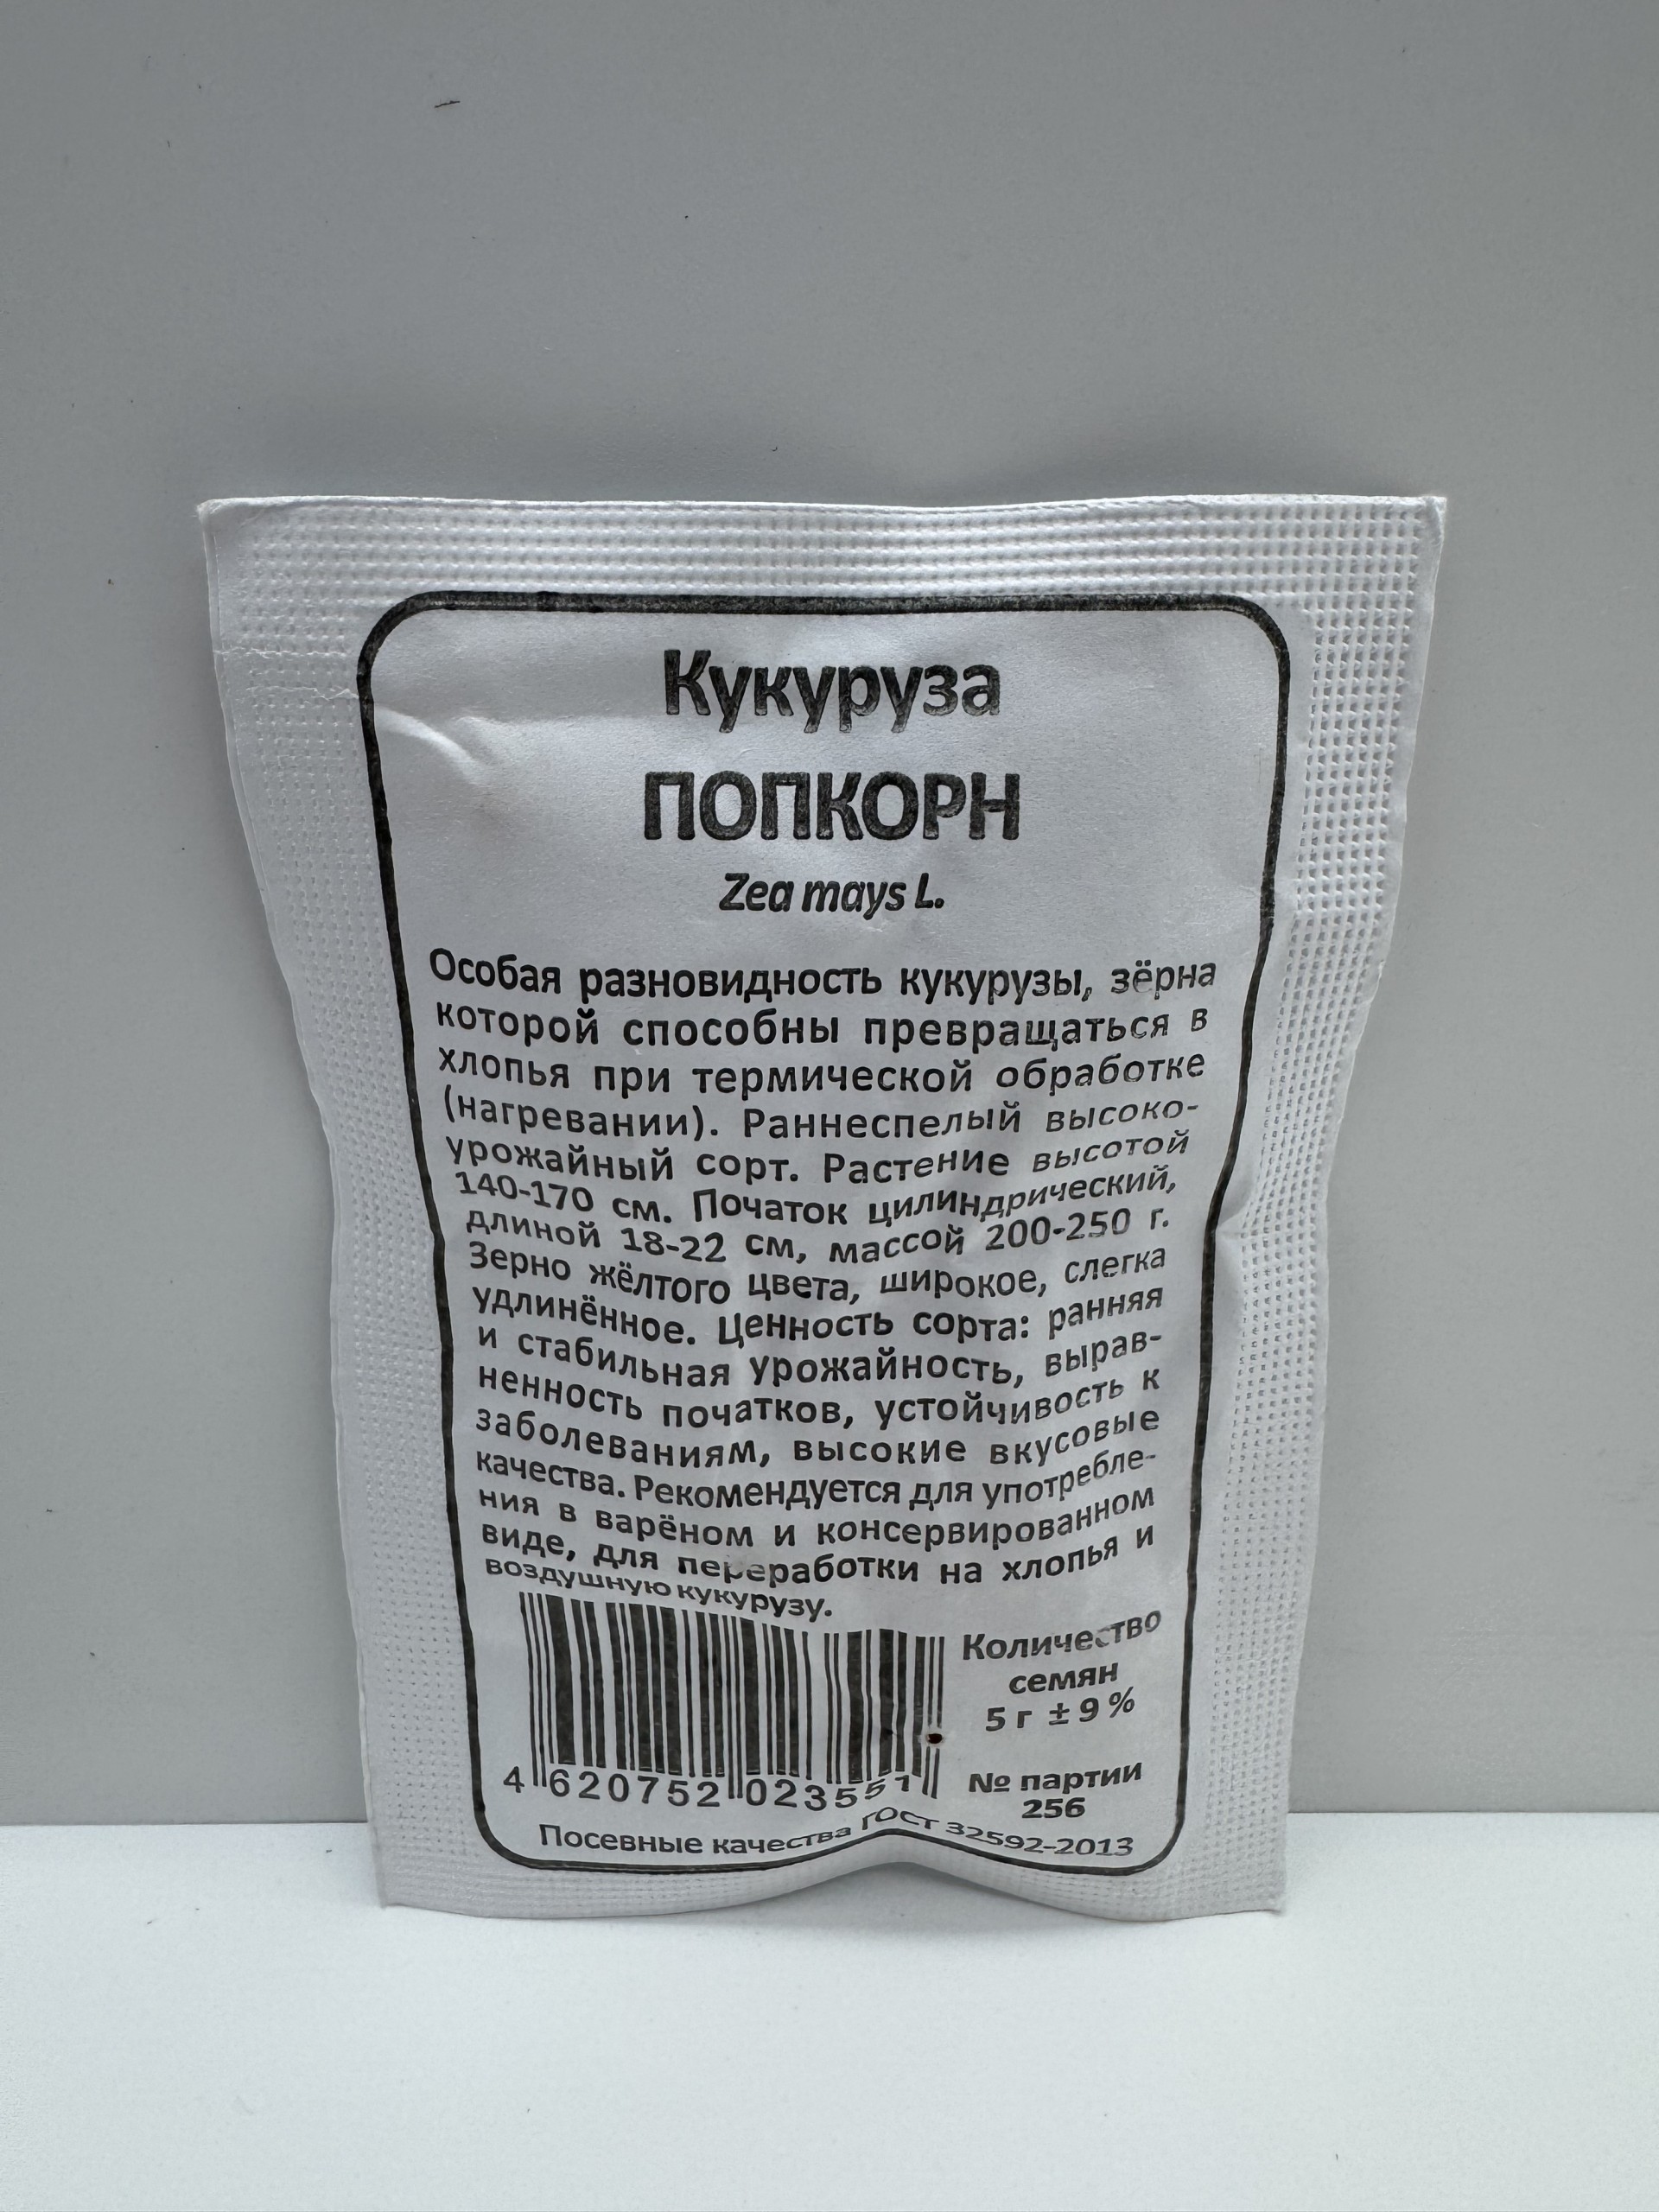 Кукуруза
ПОПКОРН
Zea mays L.
Особая разновидность кукурузы, зёрна
которой способны превращаться в
хлопья при термической обработке
(нагревании). Раннеспелый высоко-
урожайный сорт. Растение высотой
140-170 см. Початок цилиндрический,
длиной 18-22 см, массой 200-250 г.
Зерно жёлтого цвета, широкое, слегка
удлинённое. Ценность сорта: ранняя
и стабильная урожайность, вырав-
ненность початков, устойчивость к
заболеваниям, высокие вкусовые
качества. Рекомендуется для употребле-
ния в варёном и консервированном
виде, для переработки на хлопья и
воздушную кукурузу.
Количество
семян
5 г ± 9 %
№ партии
256
4 620752 023551
Посевные качества ГОСТ 32592-2013